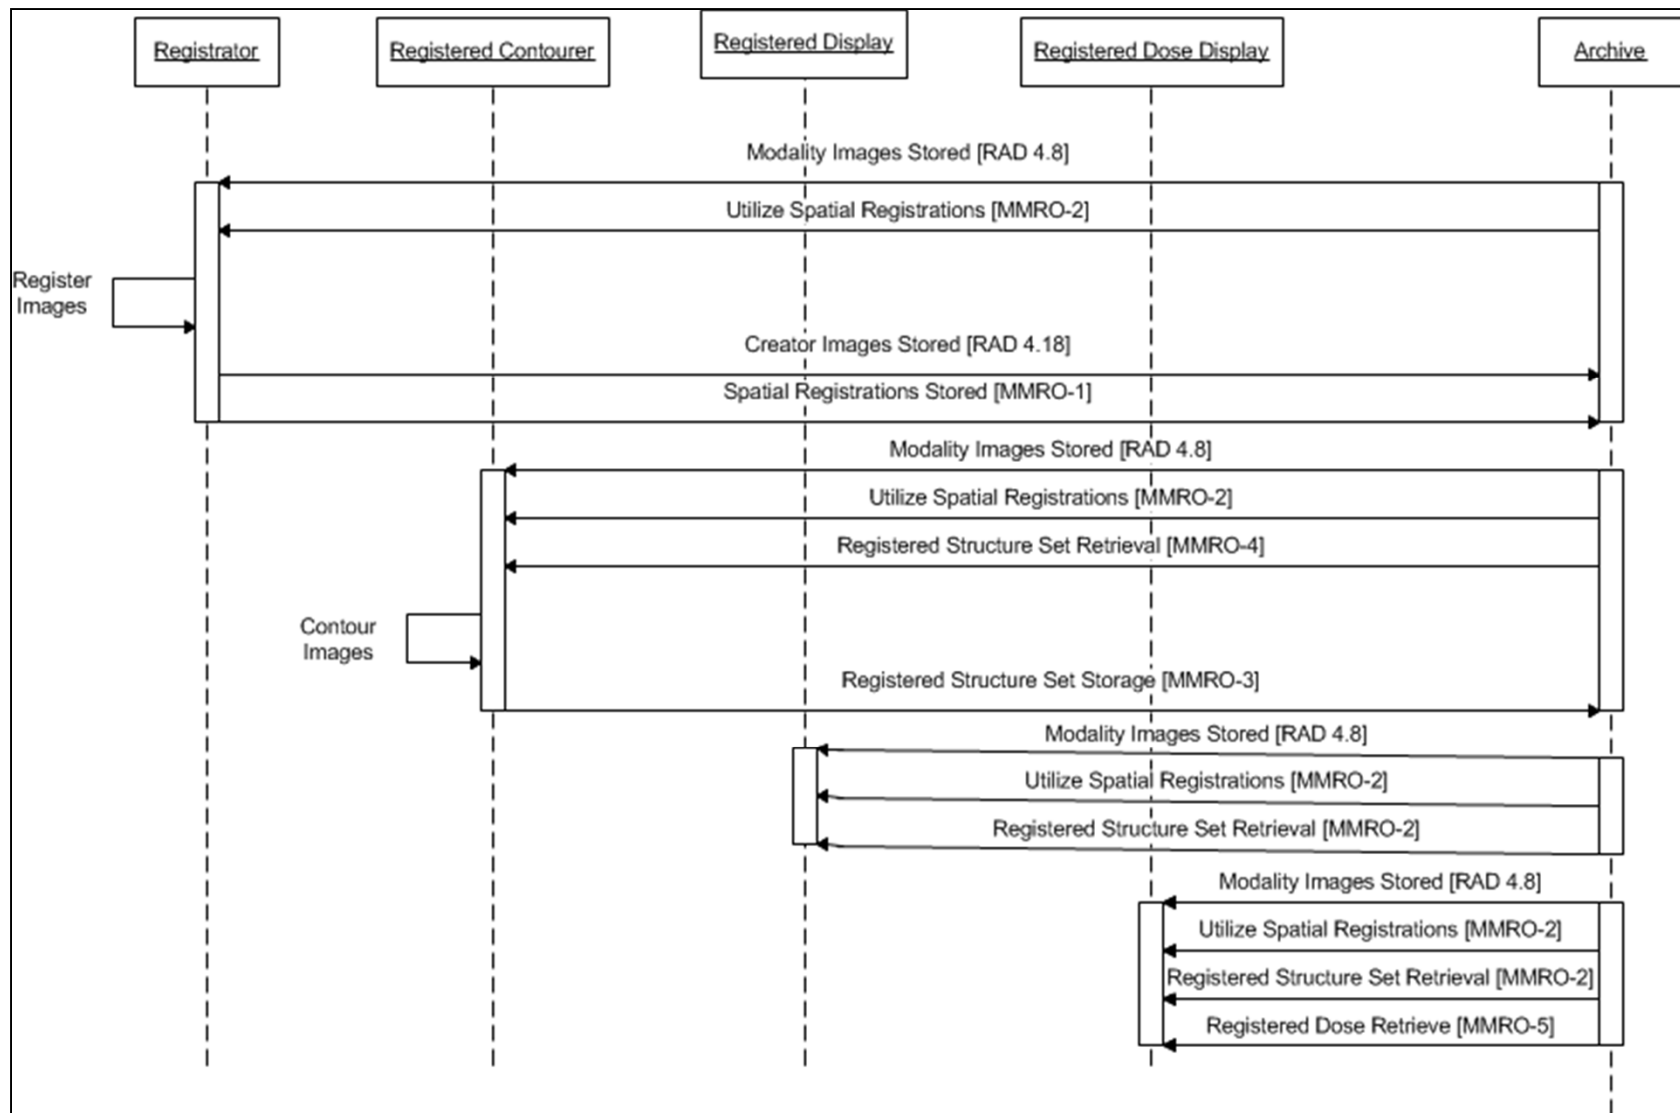 Registrator
Registered Contourer
Registered Display
Registered Dose Display
Archive
Modality Images Stored [RAD 4.8]
Utilize Spatial Registrations [MMRO-2]
Register
Images
Creator Images Stored [RAD 4.18]
Spatial Registrations Stored [MMRO-1]
Modality Images Stored [RAD 4.8]
Utilize Spatial Registrations [MMRO-2]
Registered Structure Set Retrieval [MMRO-4]
Contour
Images
Registered Structure Set Storage [MMRO-3]
Modality Images Stored [RAD 4.8]
Utilize Spatial Registrations [MMRO-2]
Registered Structure Set Retrieval [MMRO-2]
Modality Images Stored [RAD 4.8]
Utilize Spatial Registrations [MMRO-2]
Registered Structure Set Retrieval [MMRO-2]
Registered Dose Retrieve [MMRO-5]